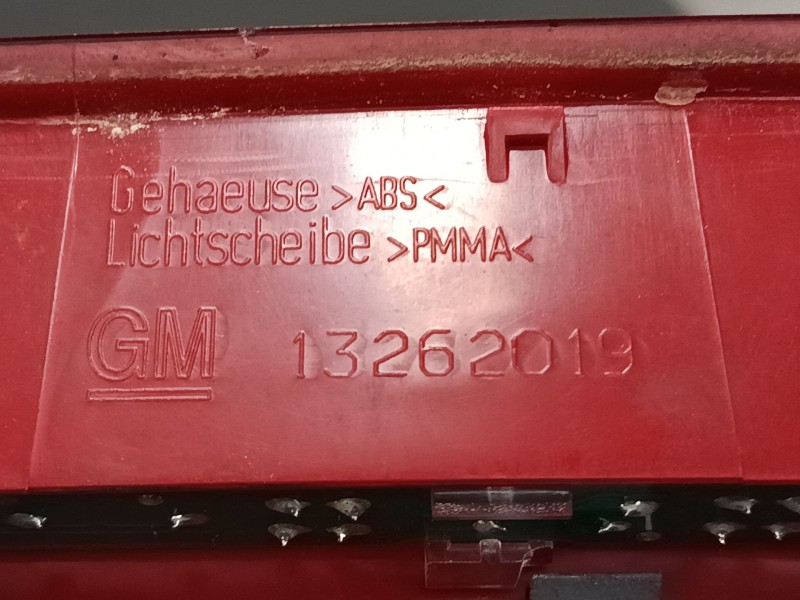 Gehaeuse >ABS<
Lichtscheibe >PMMA<
GM 13262019